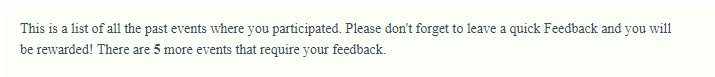 This is a list of all the past events where you participated. Please don't forget to leave a quick Feedback and you will
be rewarded! There are 5 more events that require your feedback.